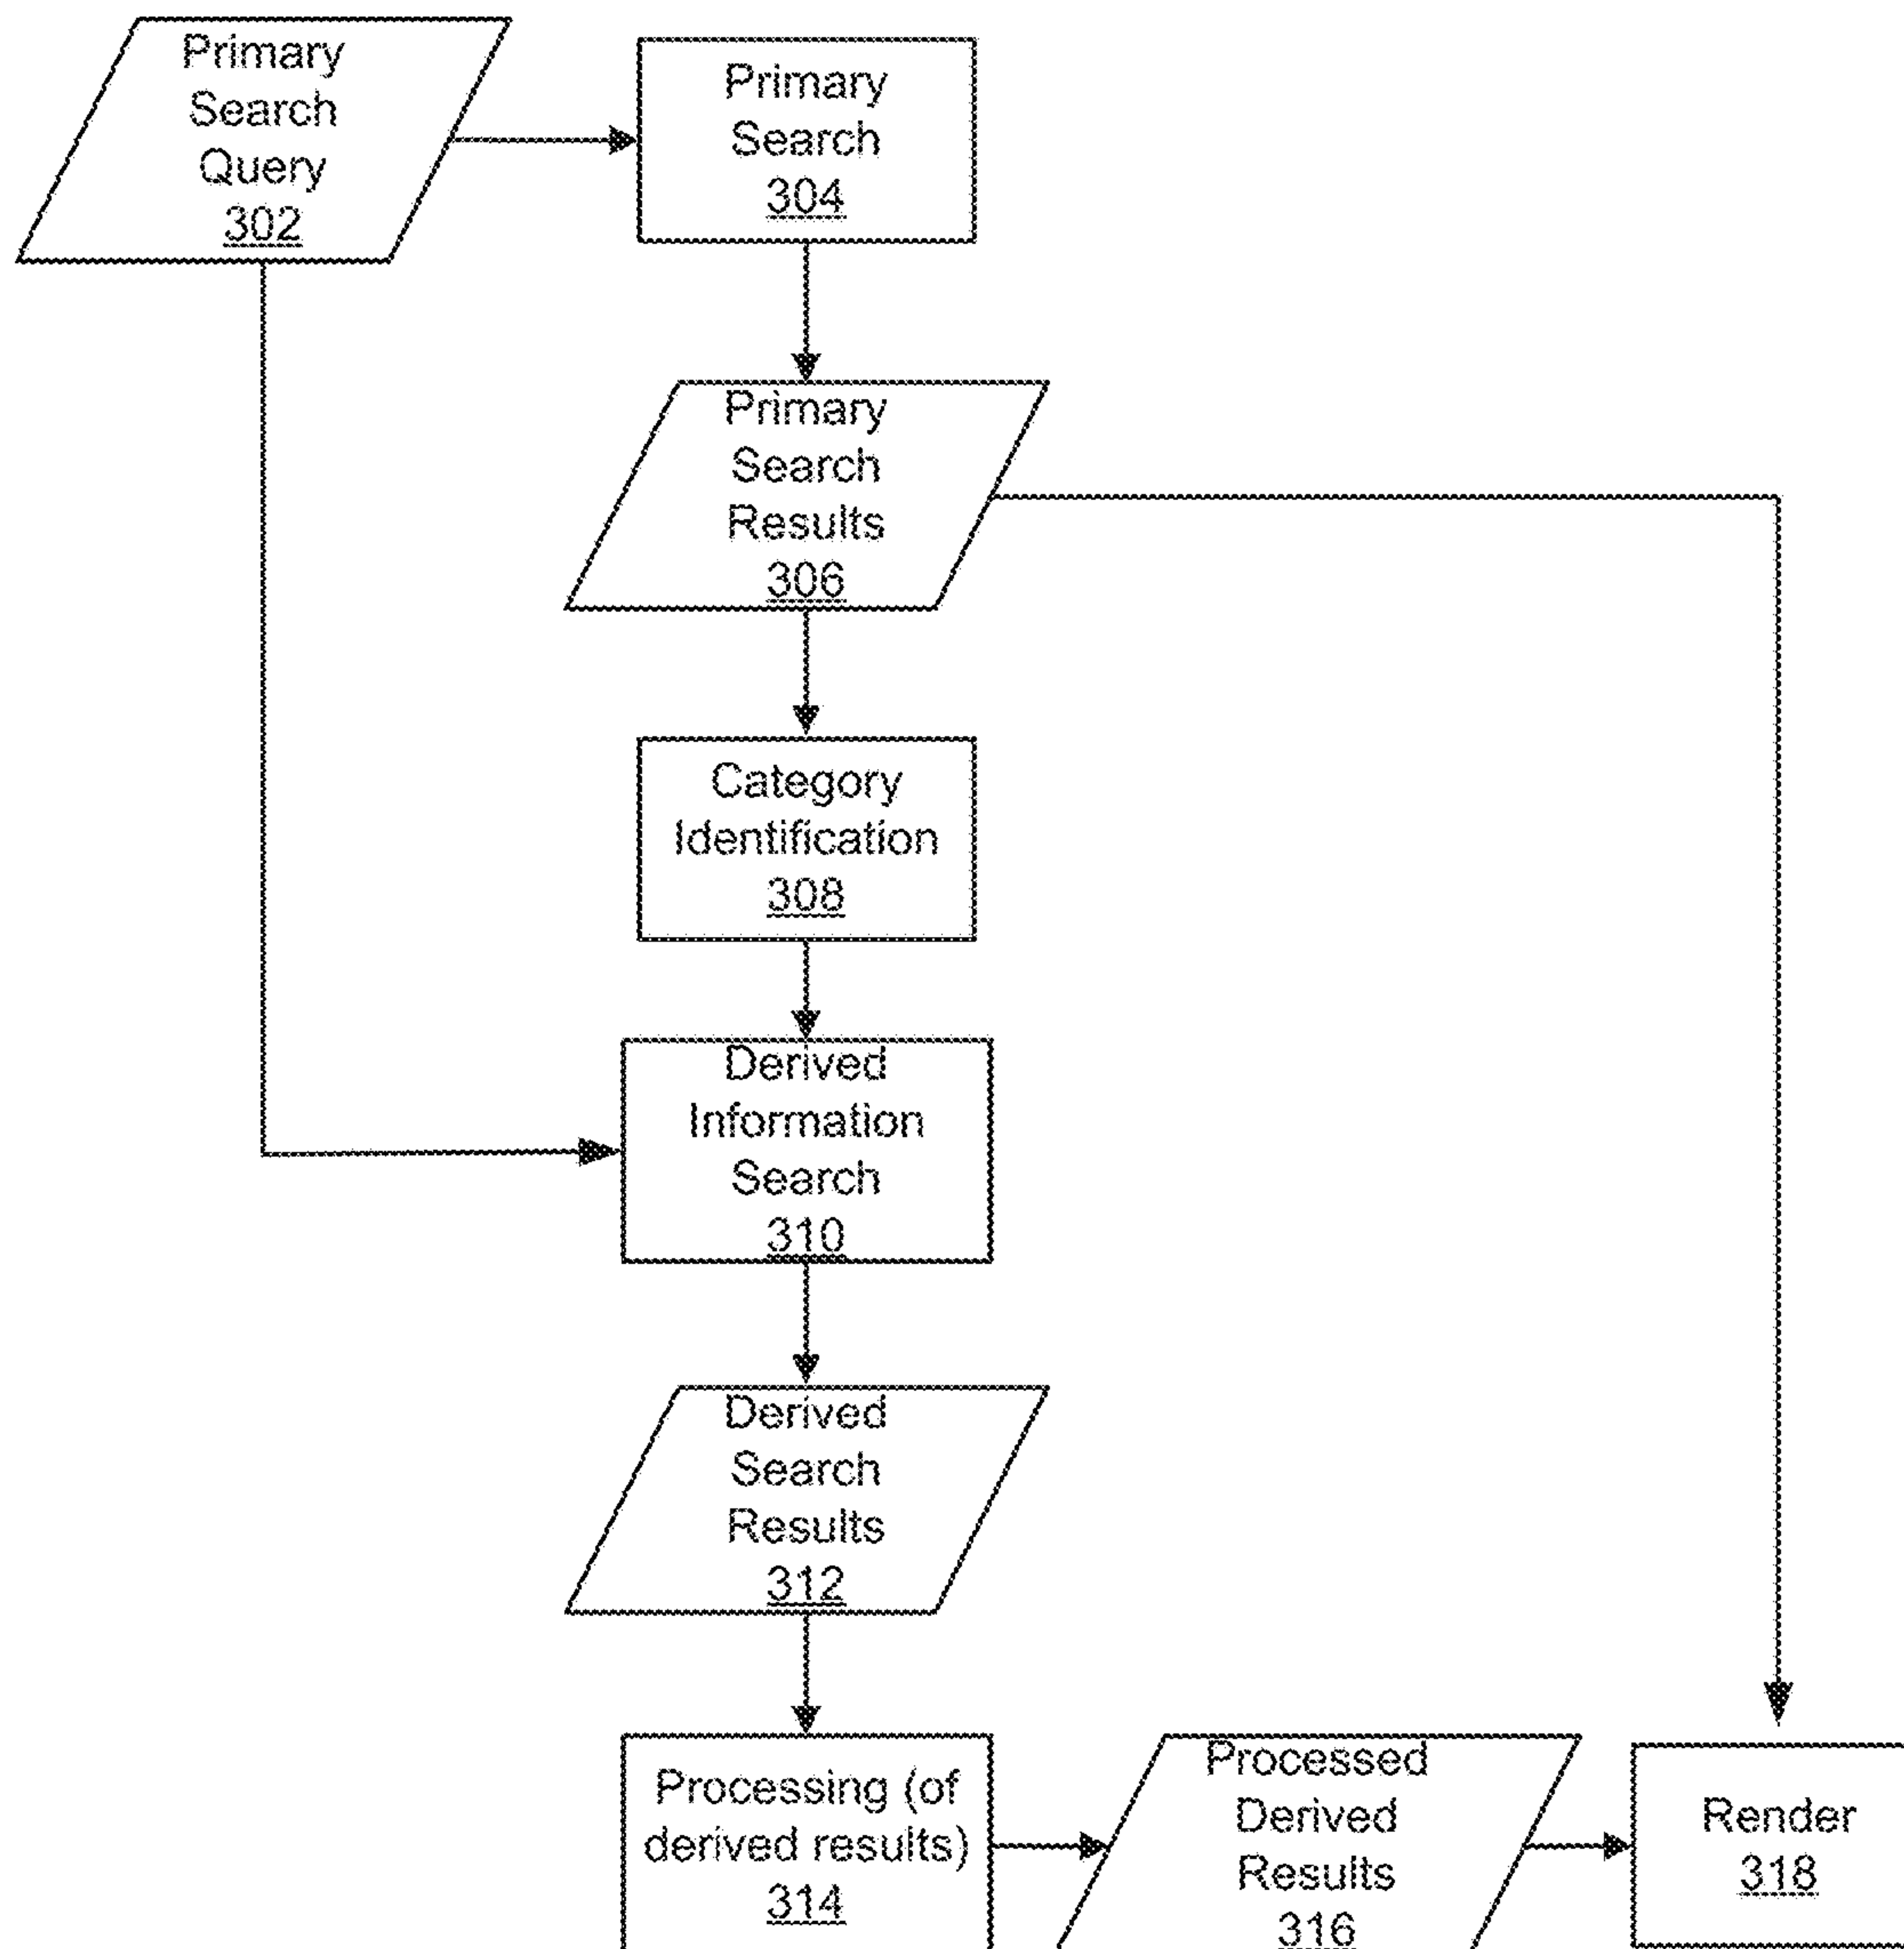 Primary
Search
Query
302
Primary
Search
304
Primary
Search
Results
306
Category
Identification
308
Derived
Information
Search
310
Derived
Search
Results
312
Processing (of
derived results)
314
Processed
Derived
Results
316
Render
318